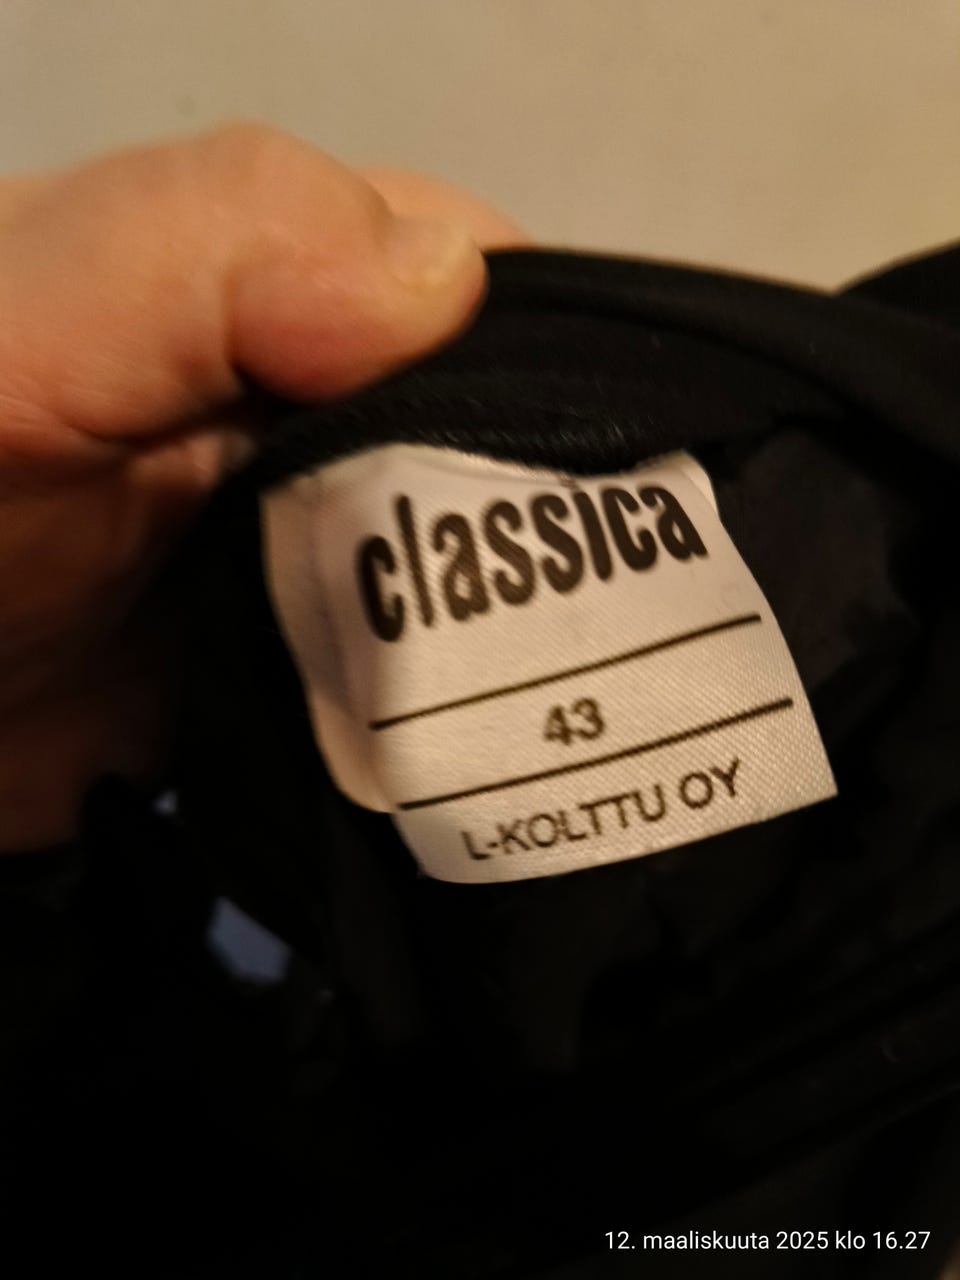 classica
43
L-KOLTTU OY
12. maaliskuuta 2025 klo 16.27